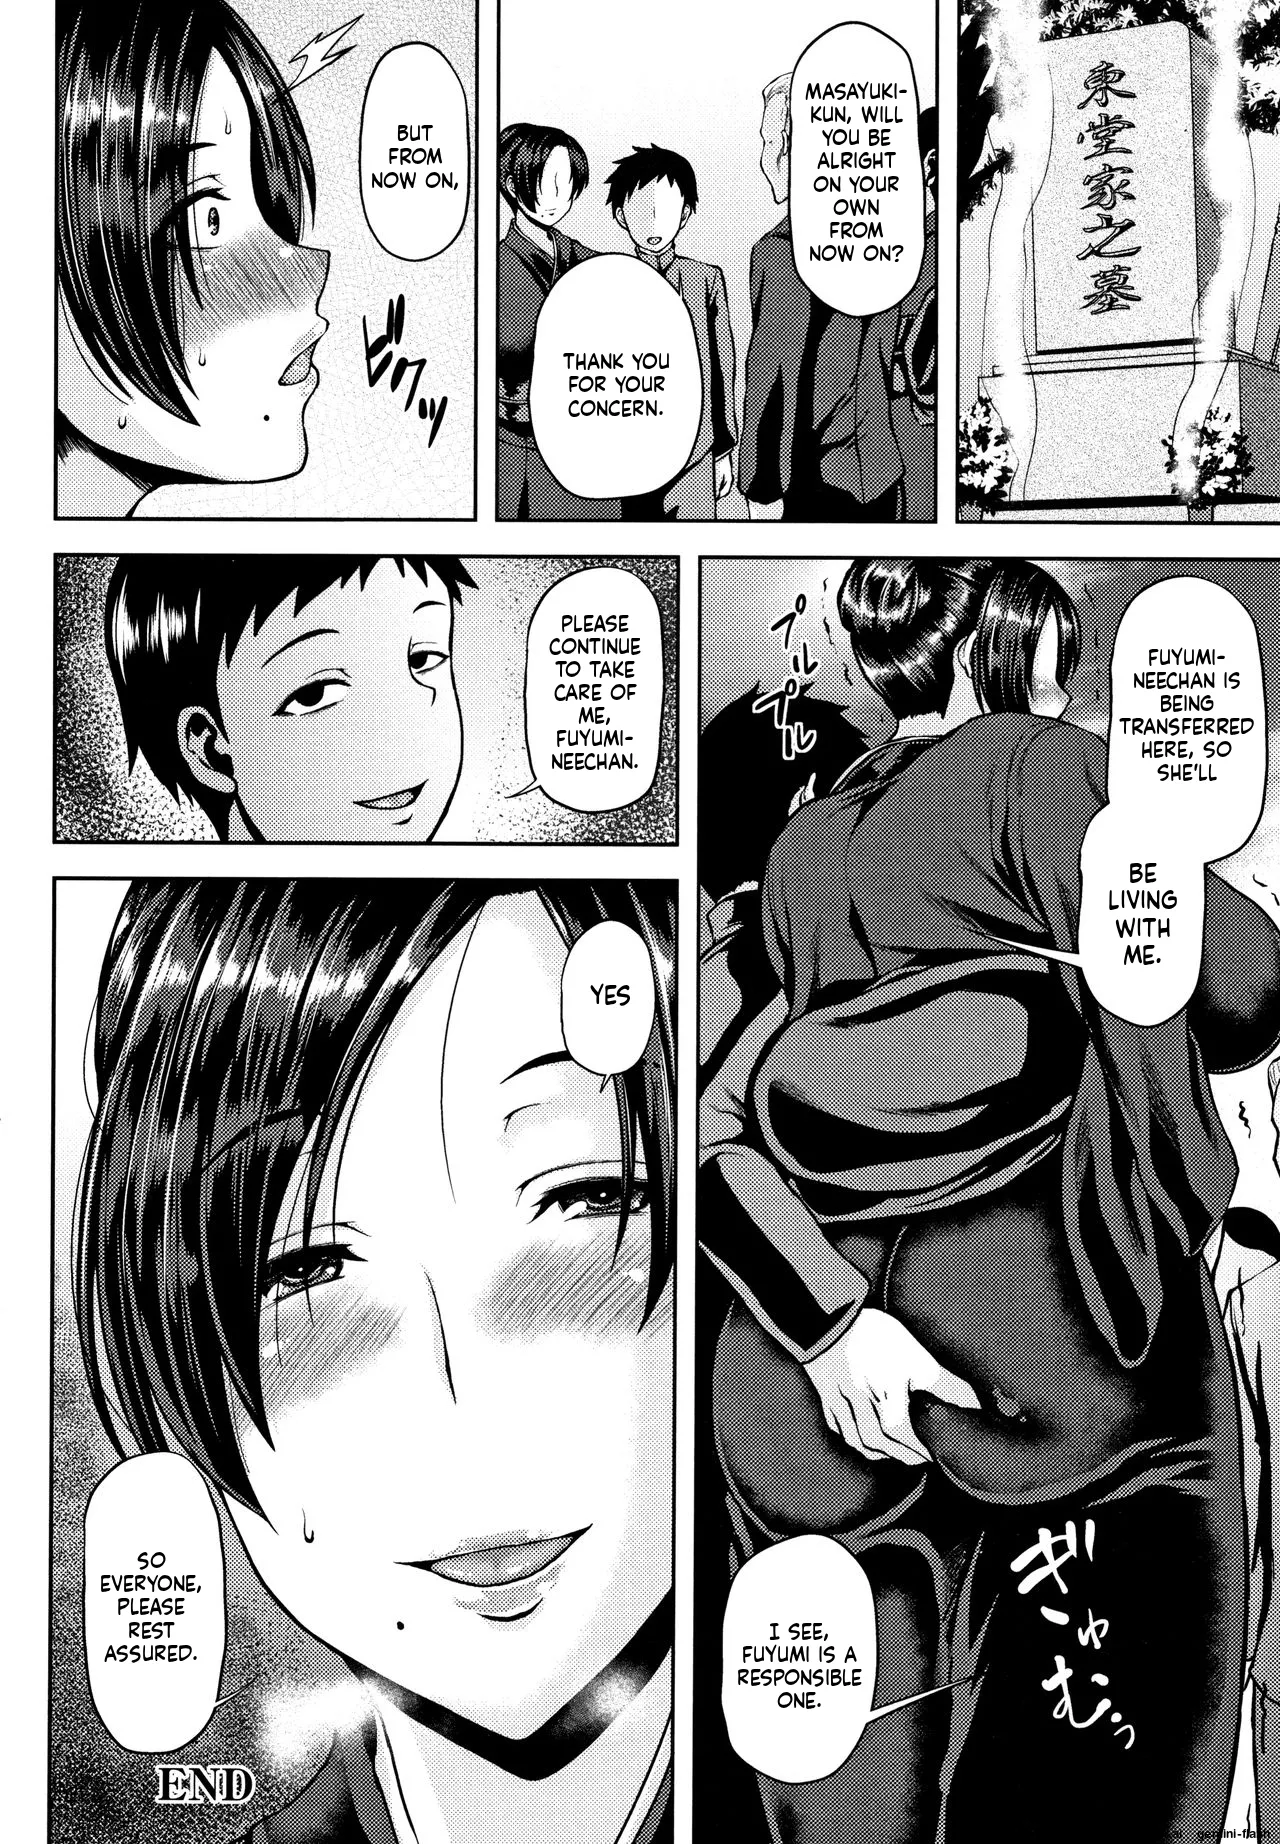 東堂家之墓
MASAYUKI-
KUN, WILL
YOU BE
ALRIGHT
ON YOUR
OWN
FROM
NOW ON?
THANK YOU
FOR YOUR
CONCERN.
BUT
FROM
NOW ON,
ビクッ
FUYUMI-
NEECHAN IS
BEING
TRANSFERRED
HERE, SO
SHE'LL
BE
LIVING
WITH
ME.
プル
プル
ぎゅ
むっ
I SEE,
FUYUMI IS A
RESPONSIBLE
ONE.
PLEASE
CONTINUE
TO TAKE
CARE OF
ME,
FUYUMI-
NEECHAN.
YES
SO
EVERYONE,
PLEASE
REST
ASSURED.
END